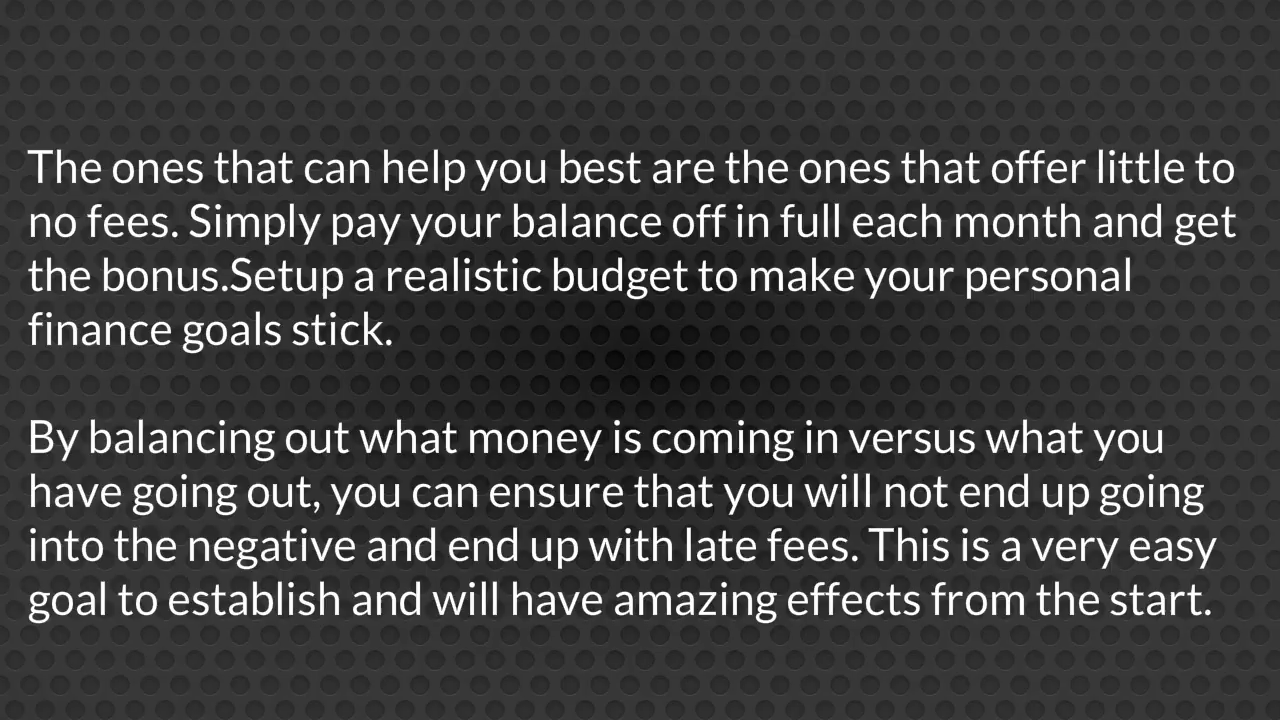 The ones that can help you best are the ones that offer little to
no fees. Simply pay your balance off in full each month and get
the bonus.Setup a realistic budget to make your personal
finance goals stick.
By balancing out what money is coming in versus what you
have going out, you can ensure that you will not end up going
into the negative and end up with late fees. This is a very easy
goal to establish and will have amazing effects from the start.